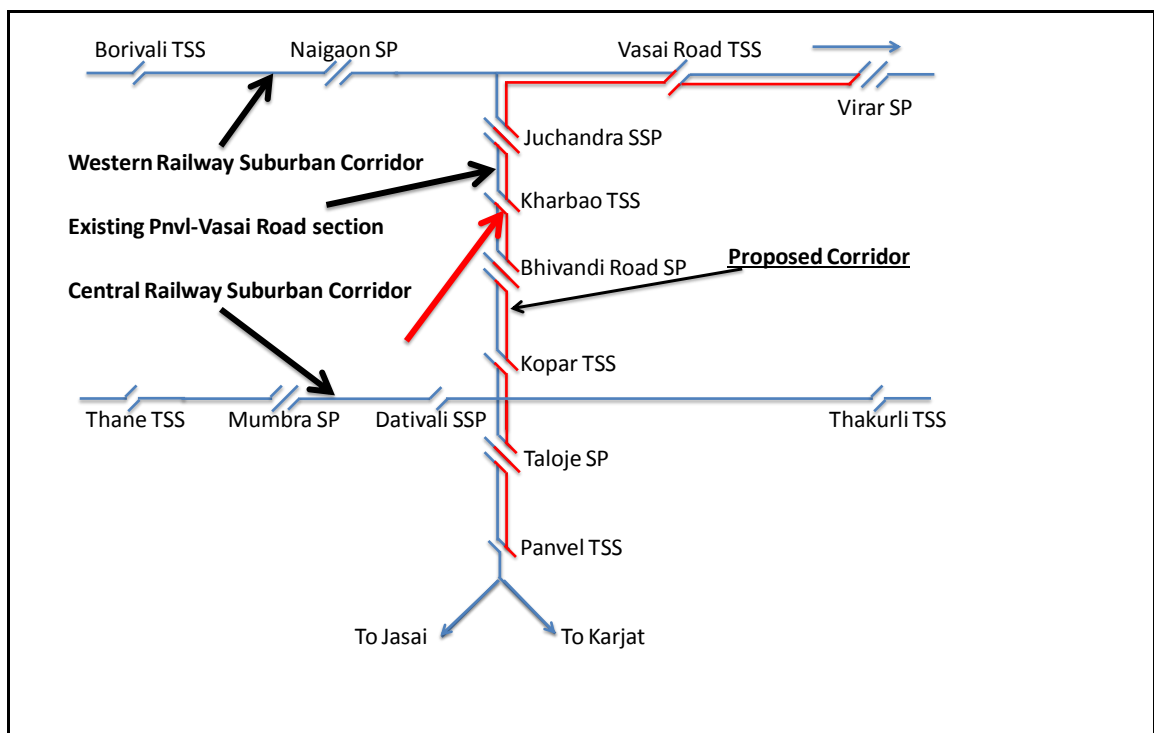 Borivali TSS
Naigaon SP
Vasai Road TSS
Virar SP
Juchandra SSP
Western Railway Suburban Corridor
Kharbao TSS
Existing Pnvl-Vasai Road section
Bhivandi Road SP
Proposed Corridor
Central Railway Suburban Corridor
Kopar TSS
Thane TSS
Mumbra SP
Dativali SSP
Thakurli TSS
Taloje SP
Panvel TSS
To Jasai
To Karjat